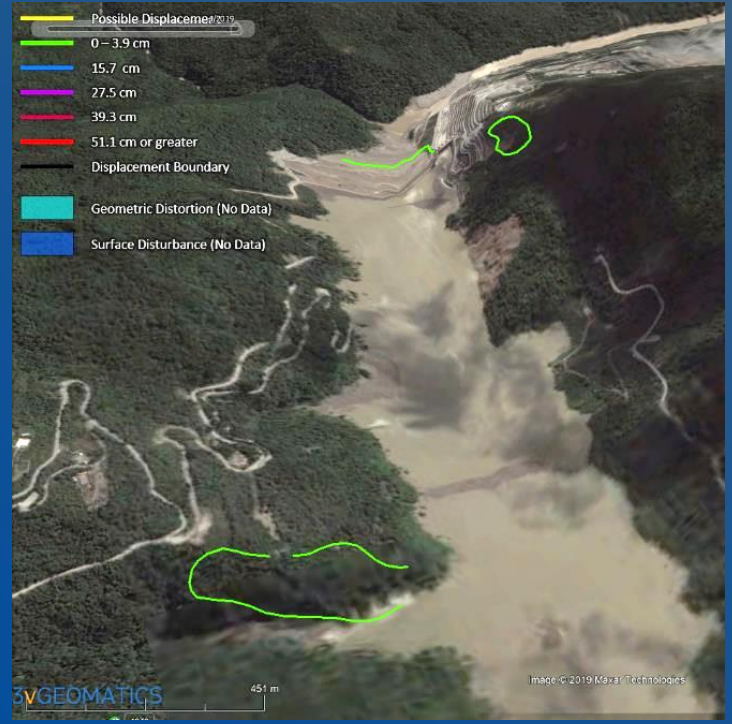 Possible Displacement
0 – 3.9 cm
15.7 cm
27.5 cm
39.3 cm
51.1 cm or greater
Displacement Boundary
Geometric Distortion (No Data)
Surface Disturbance (No Data)
Image © 2019 Maxar Technologies
3vGEOMATICS
451 m